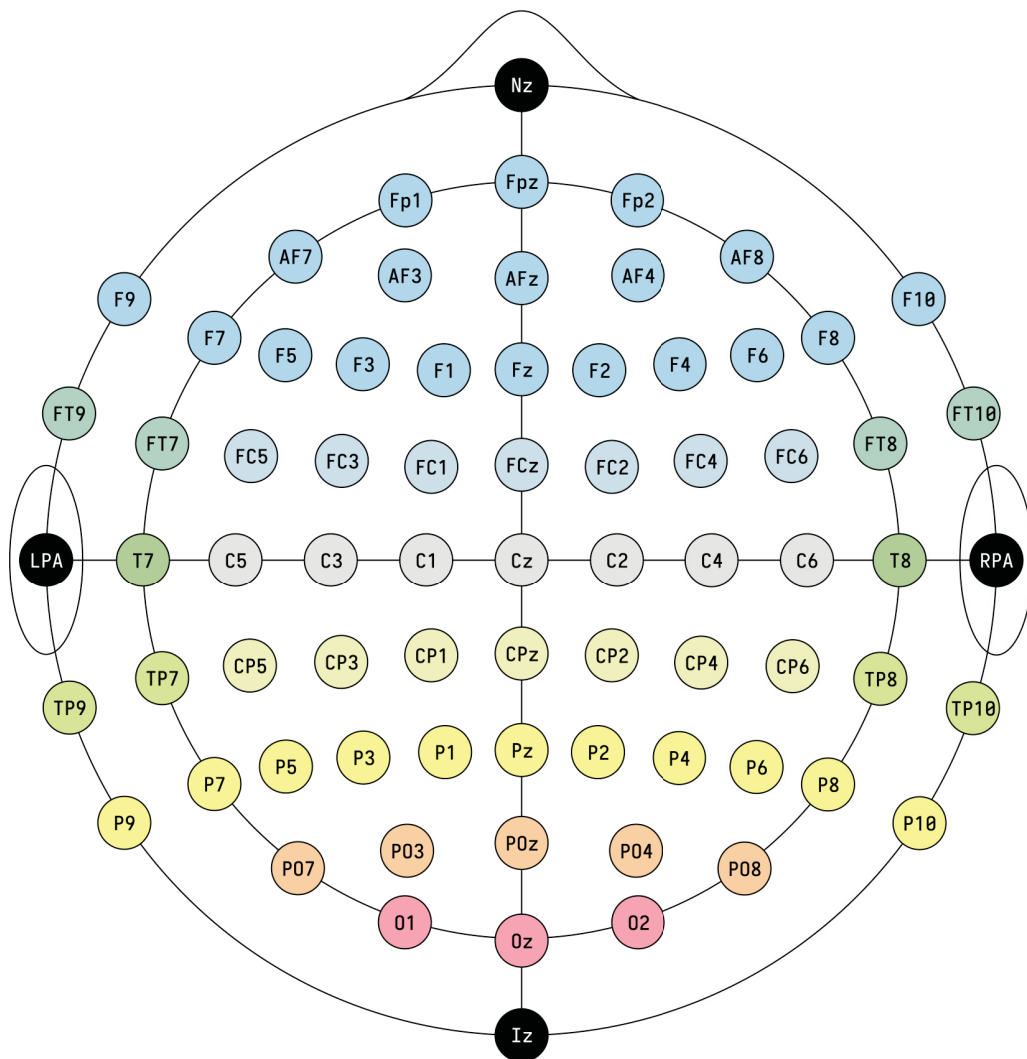 Nz
Fpz
Fp1 Fp2
AF7 AF8
AF3 AFz AF4
F9 F10
F7 F8
F5 F3 F1 Fz F2 F4 F6
FT9 FT10
FT7 FT8
FC5 FC3 FC1 FCz FC2 FC4 FC6
LPA T7 C5 C3 C1 Cz C2 C4 C6 T8 RPA
CP5 CP3 CP1 CPz CP2 CP4 CP6
TP7 TP8
TP9 TP10
P5 P3 P1 Pz P2 P4 P6
P7 P8
P9 P10
PO3 POz PO4
PO7 PO8
O1 O2
Oz
Iz